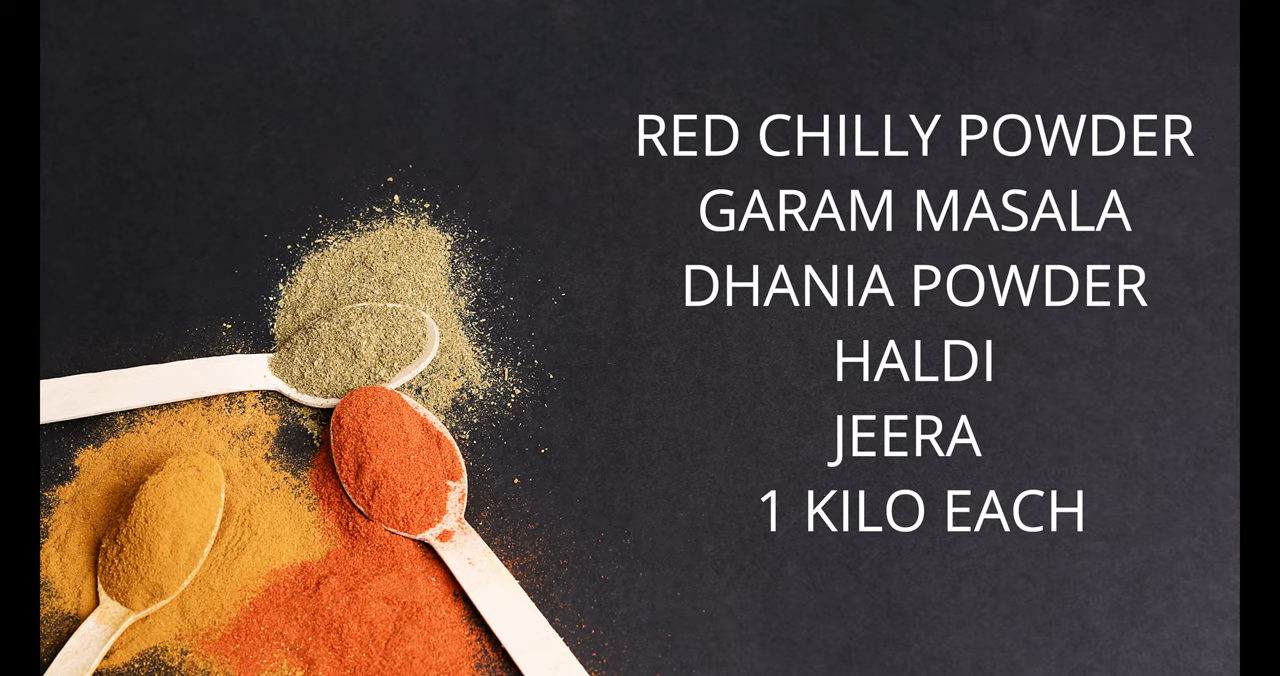 RED CHILLY POWDER
GARAM MASALA
DHANIA POWDER
HALDI
JEERA
1 KILO EACH